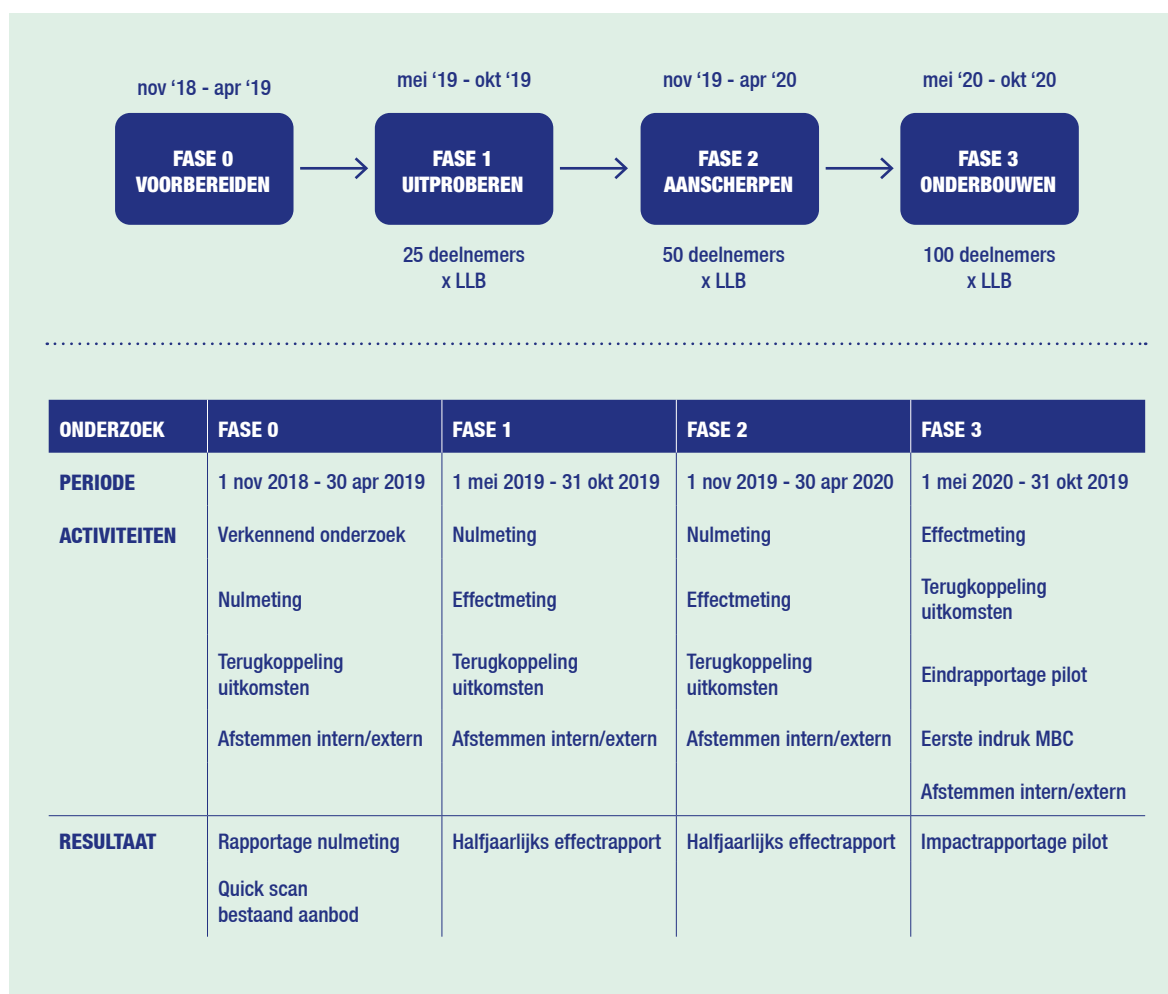 nov ‘18 - apr ‘19
mei ‘19 - okt ‘19
nov ‘19 - apr ‘20
mei ‘20 - okt ‘20
FASE 0
VOORBEREIDEN
FASE 1
UITPROBEREN
FASE 2
AANSCHERPEN
FASE 3
ONDERBOUWEN
25 deelnemers
x LLB
50 deelnemers
x LLB
100 deelnemers
x LLB
ONDERZOEK FASE 0 FASE 1 FASE 2 FASE 3
PERIODE 1 nov 2018 - 30 apr 2019 1 mei 2019 - 31 okt 2019 1 nov 2019 - 30 apr 2020 1 mei 2020 - 31 okt 2019
ACTIVITEITEN Verkennend onderzoek Nulmeting Nulmeting Effectmeting
Nulmeting Effectmeting Effectmeting
Terugkoppeling
uitkomsten
Terugkoppeling
uitkomsten
Terugkoppeling
uitkomsten
Terugkoppeling
uitkomsten
Eindrapportage pilot
Afstemmen intern/extern Afstemmen intern/extern Afstemmen intern/extern Eerste indruk MBC
Afstemmen intern/extern
RESULTAAT Rapportage nulmeting Halfjaarlijks effectrapport Halfjaarlijks effectrapport Impactrapportage pilot
Quick scan
bestaand aanbod